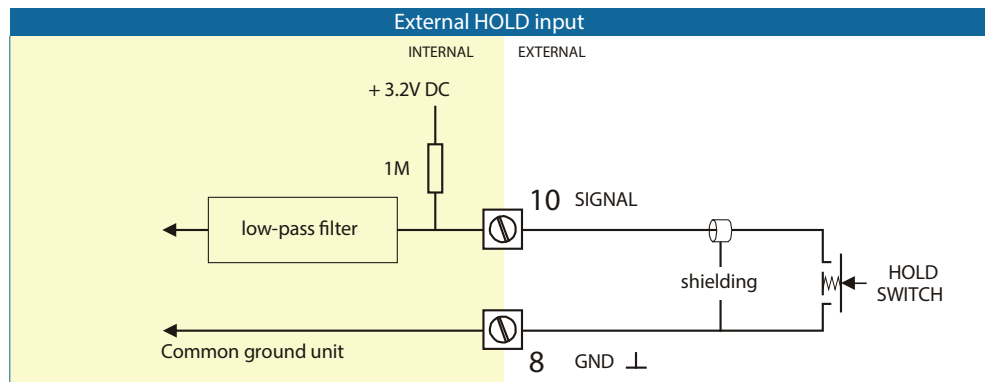 External HOLD input
INTERNAL
EXTERNAL
+ 3.2V DC
1M
10 SIGNAL
low-pass filter
shielding
HOLD
SWITCH
Common ground unit
8 GND